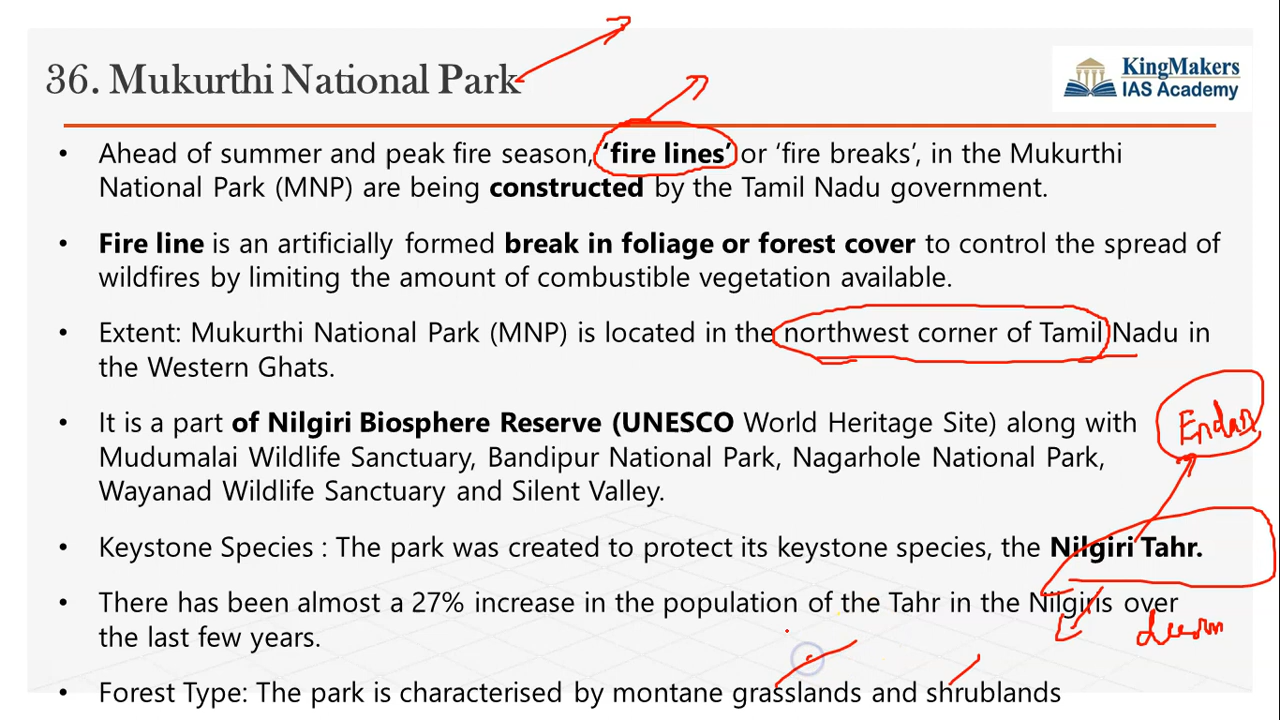 36. Mukurthi National Park
KingMakers
IAS Academy
• Ahead of summer and peak fire season, ‘fire lines’ or ‘fire breaks’, in the Mukurthi
National Park (MNP) are being constructed by the Tamil Nadu government.
• Fire line is an artificially formed break in foliage or forest cover to control the spread of
wildfires by limiting the amount of combustible vegetation available.
• Extent: Mukurthi National Park (MNP) is located in the northwest corner of Tamil Nadu in
the Western Ghats.
• It is a part of Nilgiri Biosphere Reserve (UNESCO World Heritage Site) along with
Mudumalai Wildlife Sanctuary, Bandipur National Park, Nagarhole National Park,
Wayanad Wildlife Sanctuary and Silent Valley.
• Keystone Species : The park was created to protect its keystone species, the Nilgiri Tahr.
• There has been almost a 27% increase in the population of the Tahr in the Nilgiris over
the last few years.
• Forest Type: The park is characterised by montane grasslands and shrublands